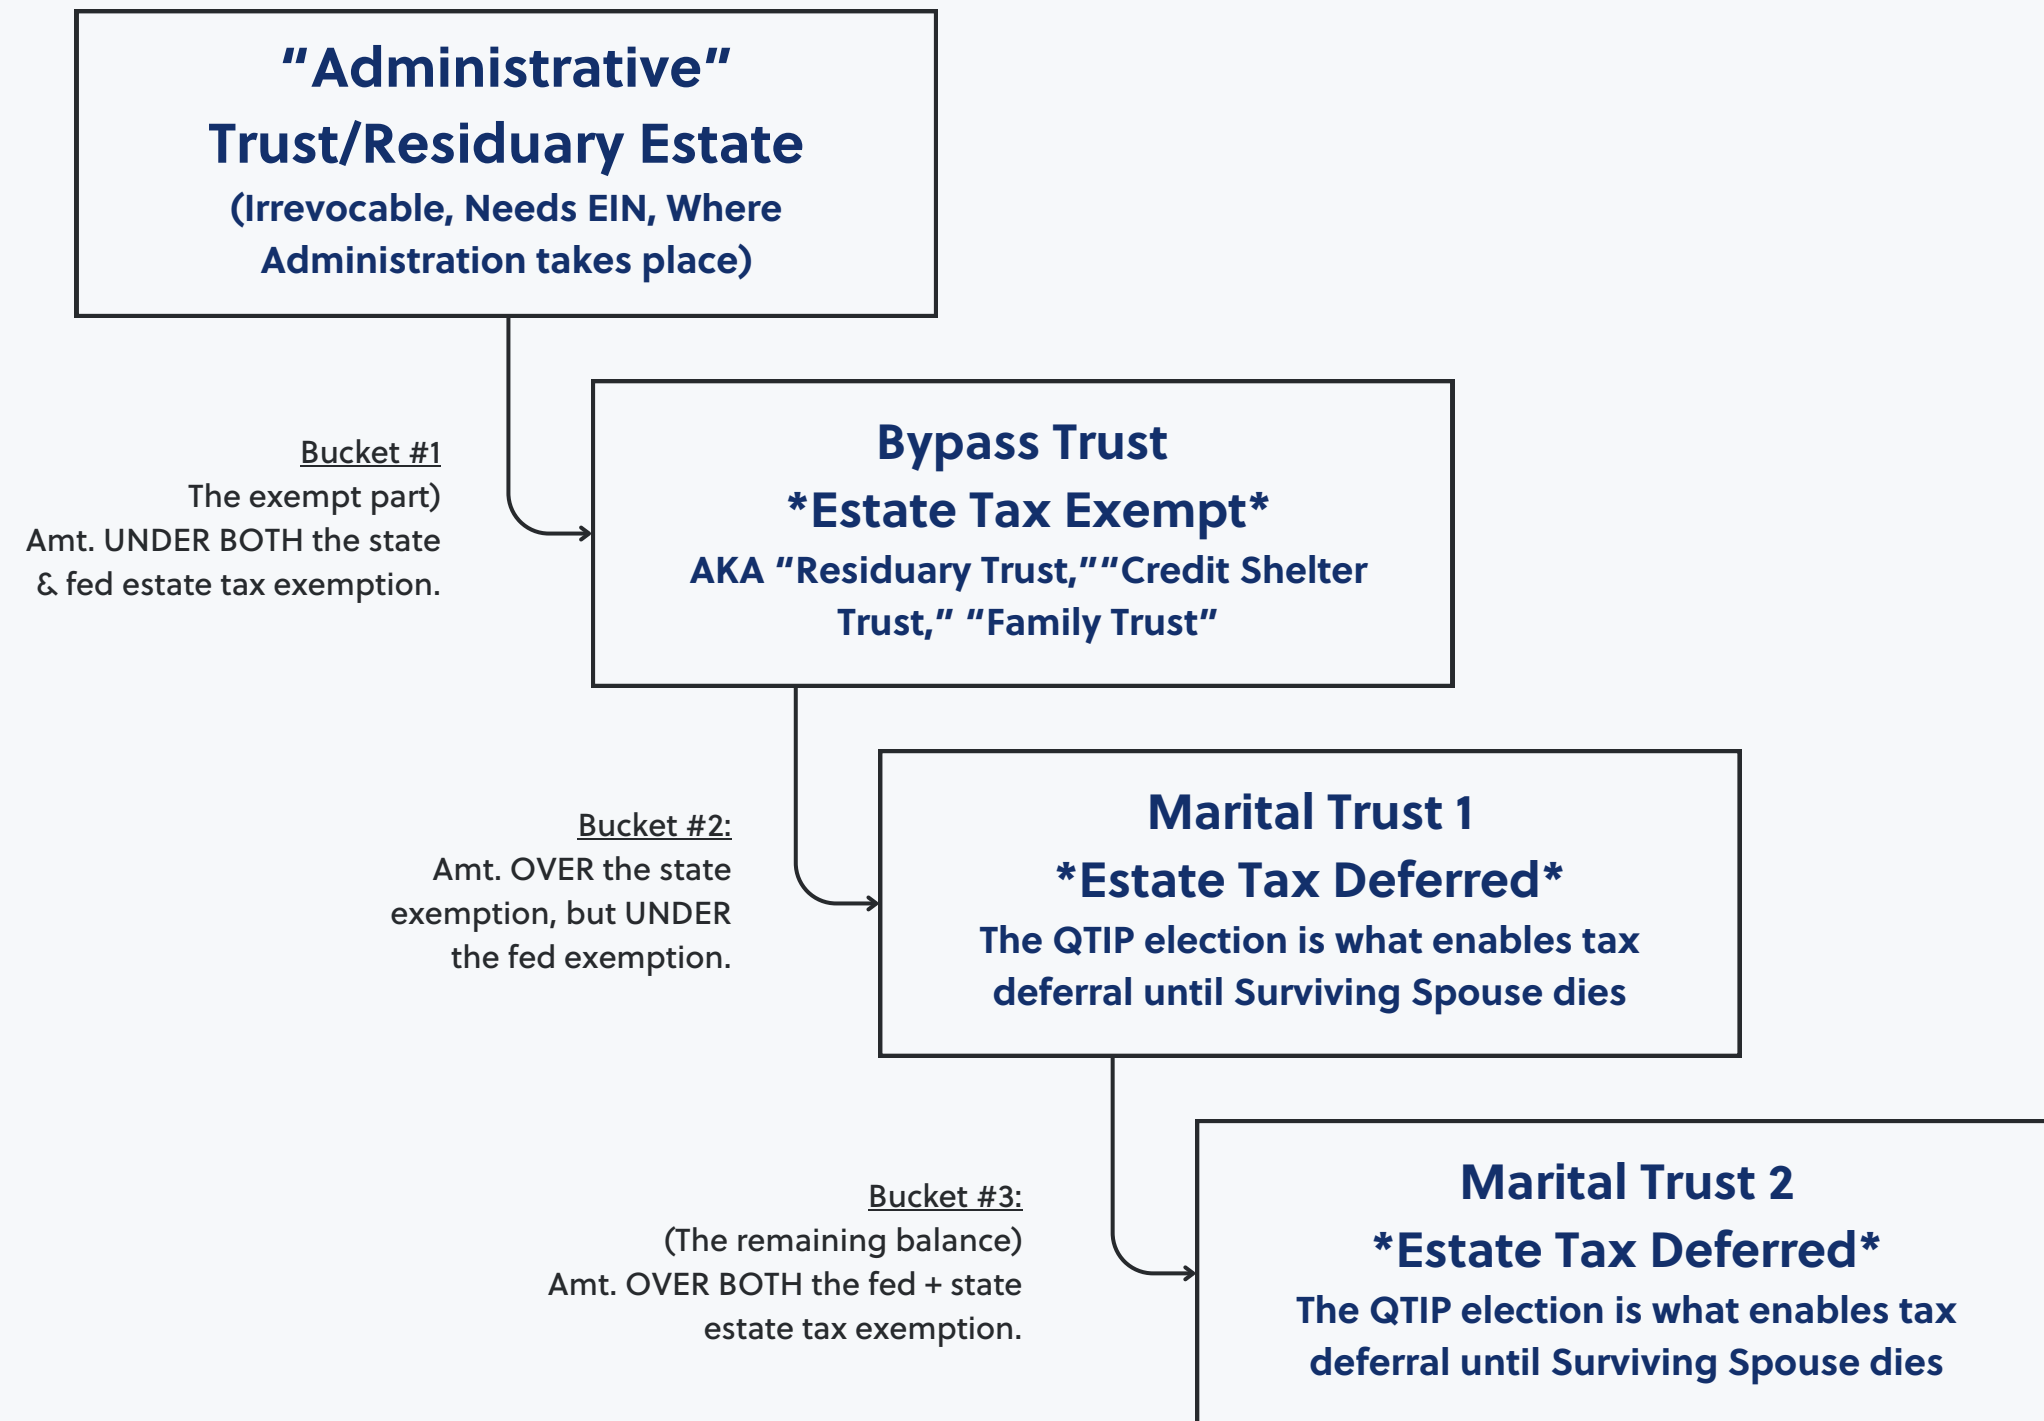 “Administrative”
Trust/Residuary Estate
(Irrevocable, Needs EIN, Where
Administration takes place)
Bucket #1
The exempt part)
Amt. UNDER BOTH the state
& fed estate tax exemption.
Bypass Trust
*Estate Tax Exempt*
AKA “Residuary Trust,”“Credit Shelter
Trust,” “Family Trust”
Bucket #2:
Amt. OVER the state
exemption, but UNDER
the fed exemption.
Marital Trust 1
*Estate Tax Deferred*
The QTIP election is what enables tax
deferral until Surviving Spouse dies
Bucket #3:
(The remaining balance)
Amt. OVER BOTH the fed + state
estate tax exemption.
Marital Trust 2
*Estate Tax Deferred*
The QTIP election is what enables tax
deferral until Surviving Spouse dies